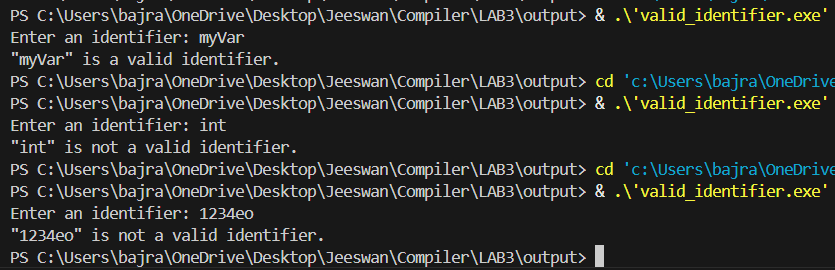 PS C:\Users\bajra\OneDrive\Desktop\Jeeswan\Compiler\LAB3\output> & .\'valid_identifier.exe'
Enter an identifier: myVar
"myVar" is a valid identifier.
PS C:\Users\bajra\OneDrive\Desktop\Jeeswan\Compiler\LAB3\output> cd 'c:\Users\bajra\OneDrive
PS C:\Users\bajra\OneDrive\Desktop\Jeeswan\Compiler\LAB3\output> & .\'valid_identifier.exe'
Enter an identifier: int
"int" is not a valid identifier.
PS C:\Users\bajra\OneDrive\Desktop\Jeeswan\Compiler\LAB3\output> cd 'c:\Users\bajra\OneDrive
PS C:\Users\bajra\OneDrive\Desktop\Jeeswan\Compiler\LAB3\output> & .\'valid_identifier.exe'
Enter an identifier: 1234eo
"1234eo" is not a valid identifier.
PS C:\Users\bajra\OneDrive\Desktop\Jeeswan\Compiler\LAB3\output>